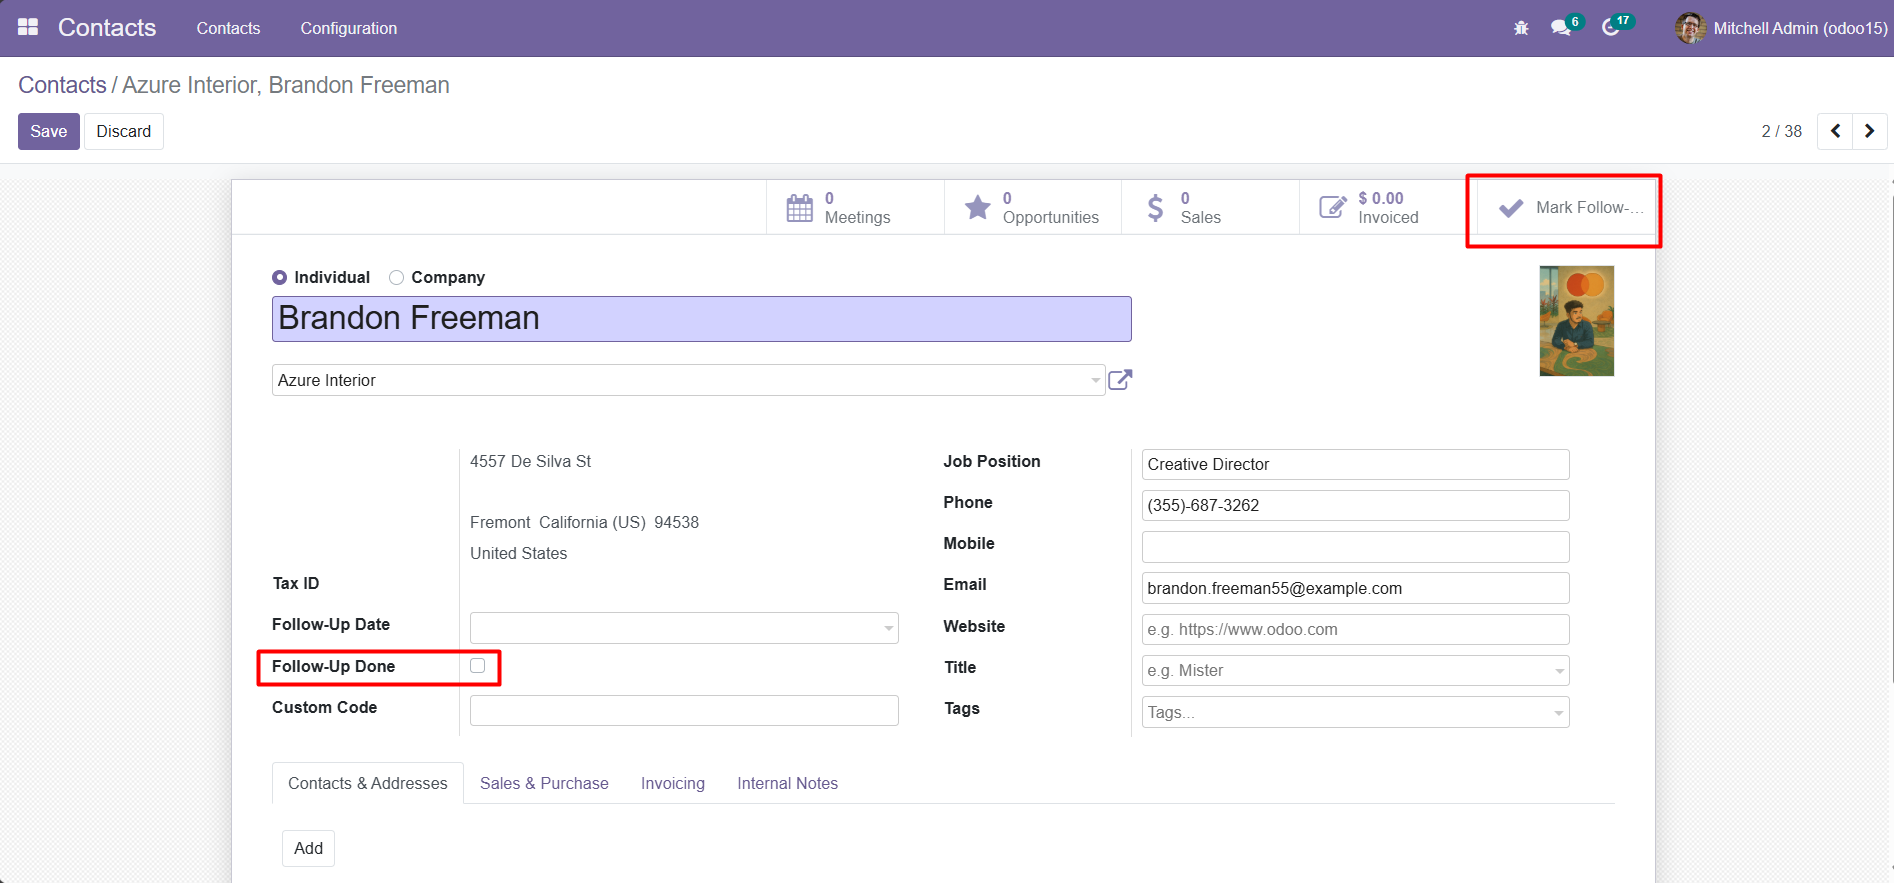 Contacts Contacts Configuration 6 17 Mitchell Admin (odoo15)
Contacts / Azure Interior, Brandon Freeman
Save Discard 2 / 38
0 Meetings
0 Opportunities
0 Sales
$ 0.00 Invoiced
Mark Follow-...
Individual Company
Brandon Freeman
Azure Interior
4557 De Silva St
Fremont California (US) 94538
United States
Tax ID
Follow-Up Date
Follow-Up Done
Custom Code
Job Position Creative Director
Phone (355)-687-3262
Mobile
Email brandon.freeman55@example.com
Website e.g. https://www.odoo.com
Title e.g. Mister
Tags Tags...
Contacts & Addresses Sales & Purchase Invoicing Internal Notes
Add